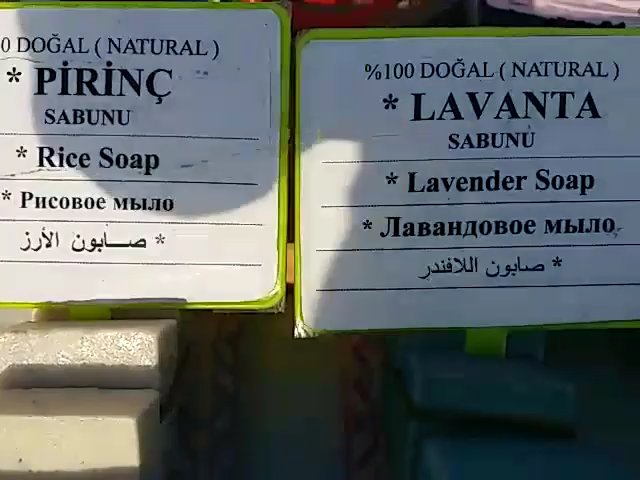 0 DOĞAL ( NATURAL )
* PİRİNÇ
SABUNU
* Rice Soap
* Рисовое мыло
* صابون الأرز
%100 DOĞAL ( NATURAL )
* LAVANTA
SABUNU
* Lavender Soap
* Лавандовое мыло
* صابون اللافندر